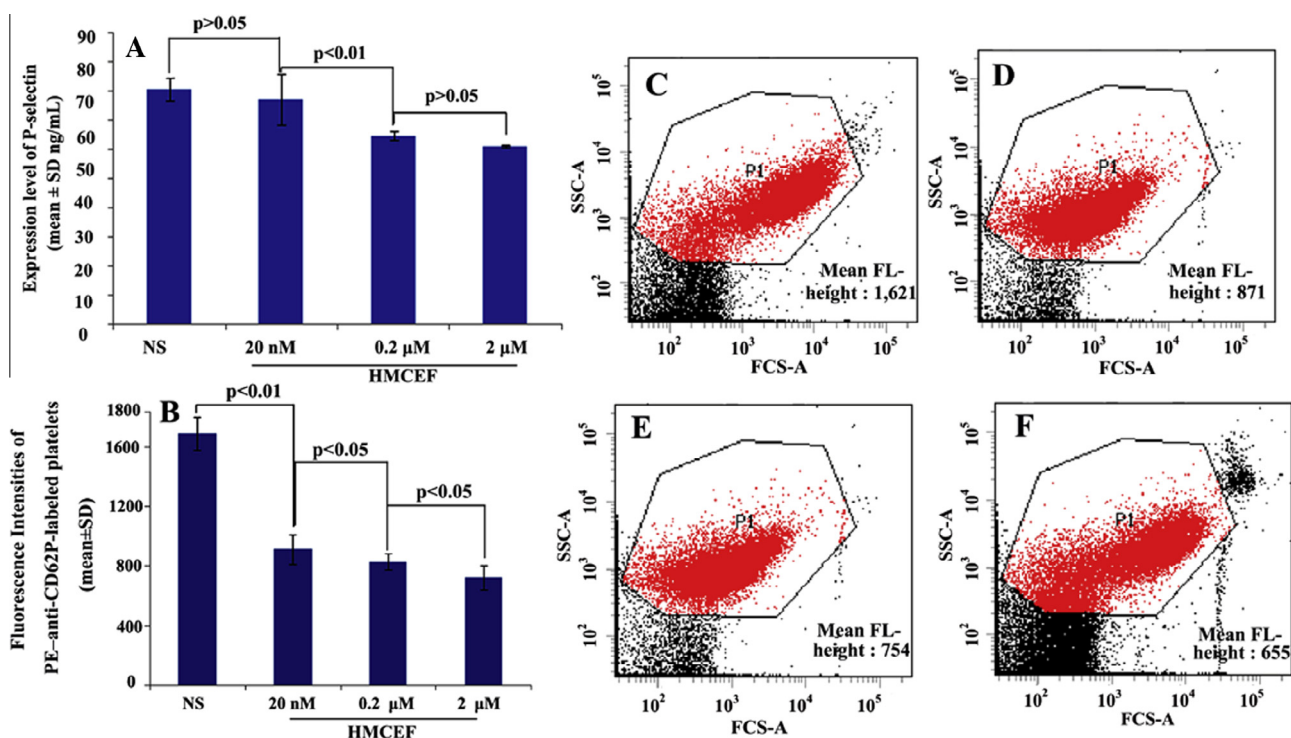 A
Expression level of P-selectin
(mean ± SD ng/mL)
90
80
70
60
50
40
30
20
10
0
p>0.05
p<0.01
p>0.05
NS
20 nM
0.2 μM
2 μM
HMCEF
B
Fluorescence Intensities of
PE–anti-CD62P-labeled platelets
(mean±SD)
1800
1600
1200
800
400
0
p<0.01
p<0.05
p<0.05
NS
20 nM
0.2 μM
2 μM
HMCEF
C
SSC-A
10^5
10^4
10^3
10^2
P1
Mean FL-
height : 1,621
10^2
10^3
10^4
10^5
FCS-A
D
SSC-A
10^5
10^4
10^3
10^2
P1
Mean FL-
height : 871
10^2
10^3
10^4
10^5
FCS-A
E
SSC-A
10^5
10^4
10^3
10^2
P1
Mean FL-
height : 754
10^2
10^3
10^4
10^5
FCS-A
F
SSC-A
10^5
10^4
10^3
10^2
P1
Mean FL-
height : 655
10^2
10^3
10^4
10^5
FCS-A